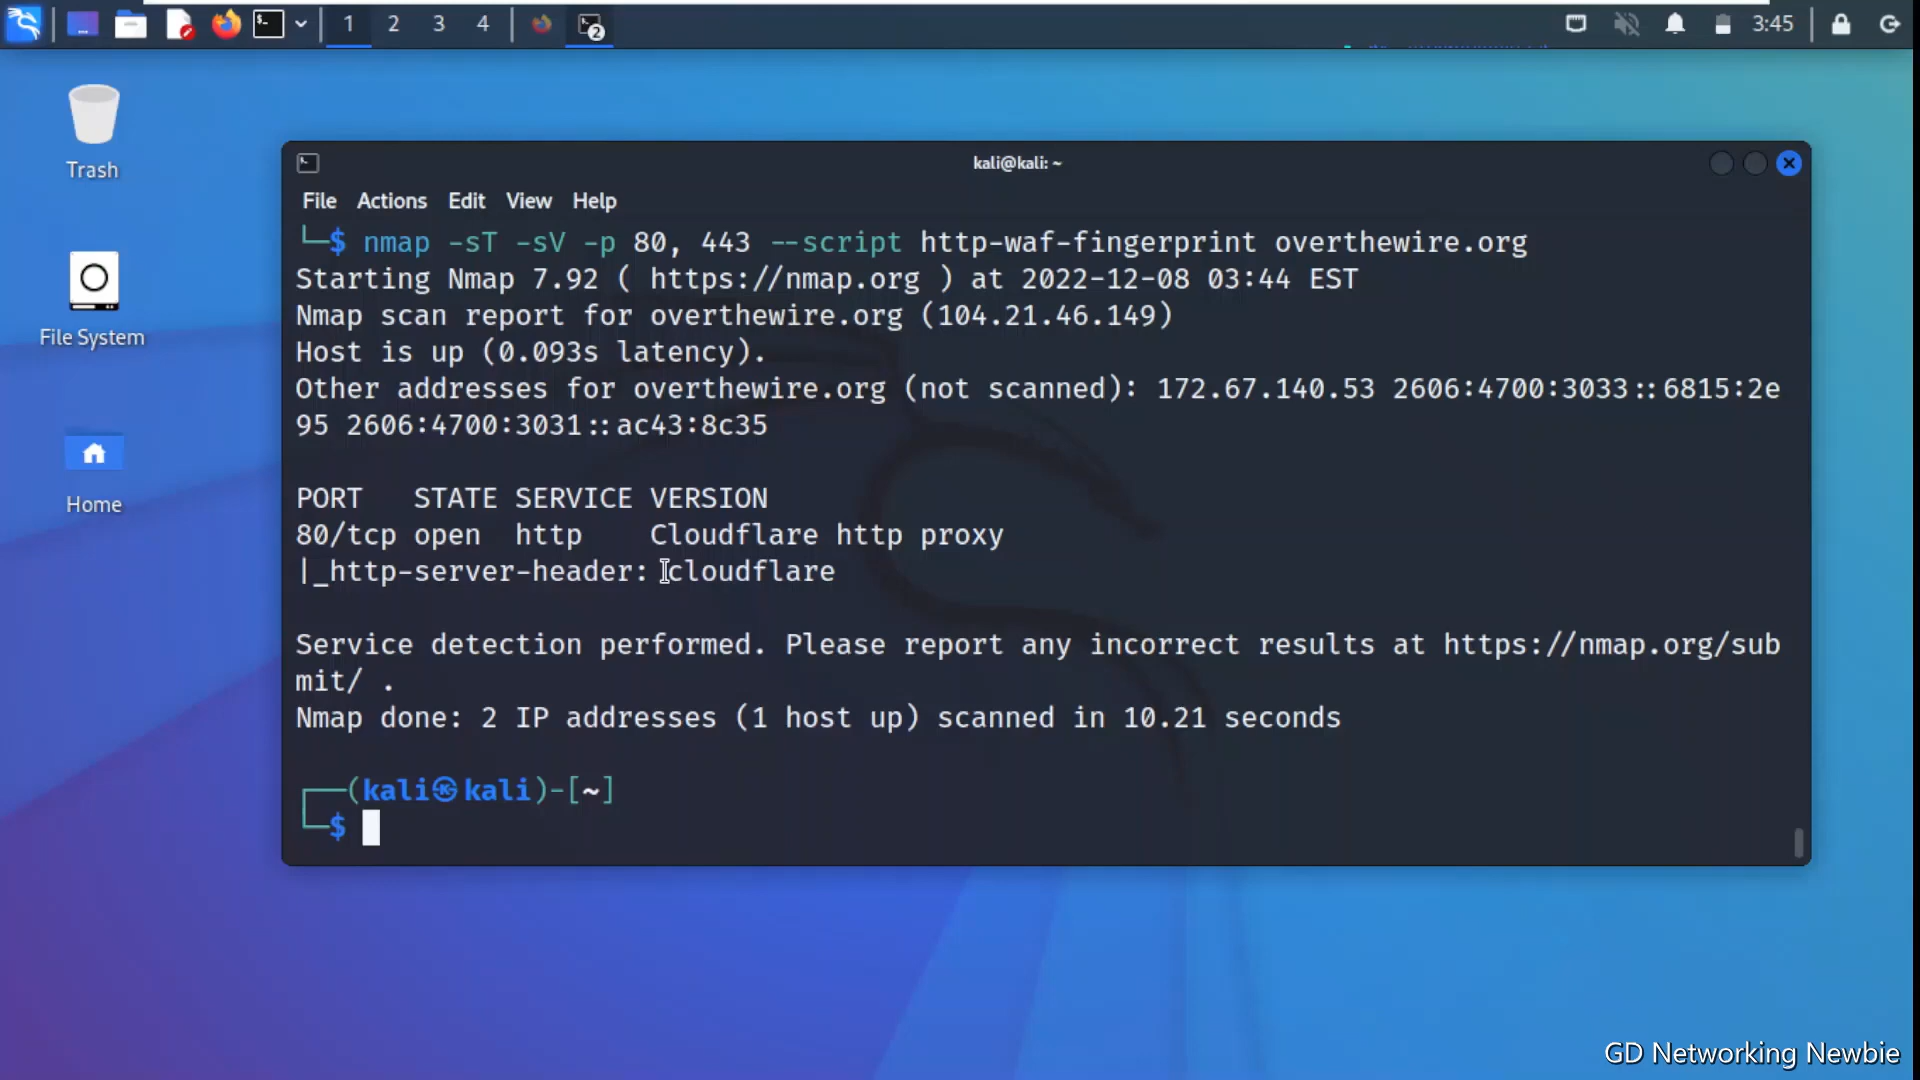 1 2 3 4 2 3:45
Trash
File System
Home
kali@kali: ~
File Actions Edit View Help
└─$ nmap -sT -sV -p 80, 443 --script http-waf-fingerprint overthewire.org
Starting Nmap 7.92 ( https://nmap.org ) at 2022-12-08 03:44 EST
Nmap scan report for overthewire.org (104.21.46.149)
Host is up (0.093s latency).
Other addresses for overthewire.org (not scanned): 172.67.140.53 2606:4700:3033::6815:2e
95 2606:4700:3031::ac43:8c35
PORT   STATE SERVICE VERSION
80/tcp open  http    Cloudflare http proxy
|_http-server-header: cloudflare
Service detection performed. Please report any incorrect results at https://nmap.org/sub
mit/ .
Nmap done: 2 IP addresses (1 host up) scanned in 10.21 seconds
┌──(kali㉿kali)-[~]
└─$
GD Networking Newbie